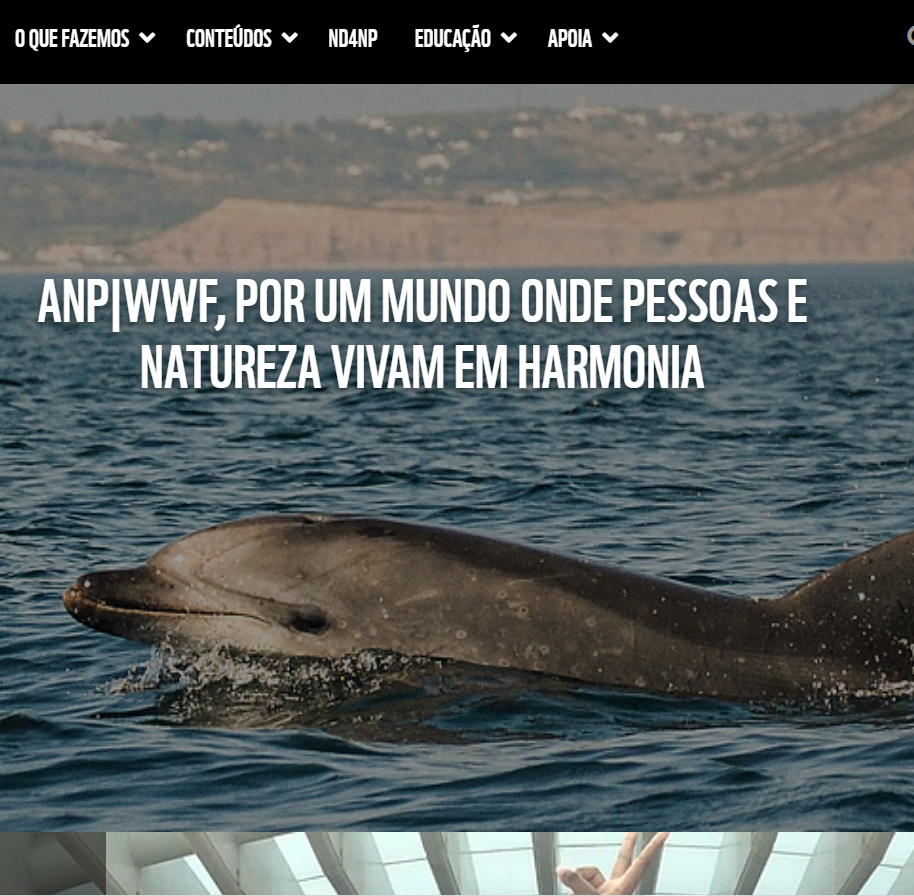 O QUE FAZEMOS CONTEÚDOS ND4NP EDUCAÇÃO APOIA
ANP|WWF, POR UM MUNDO ONDE PESSOAS E
NATUREZA VIVAM EM HARMONIA